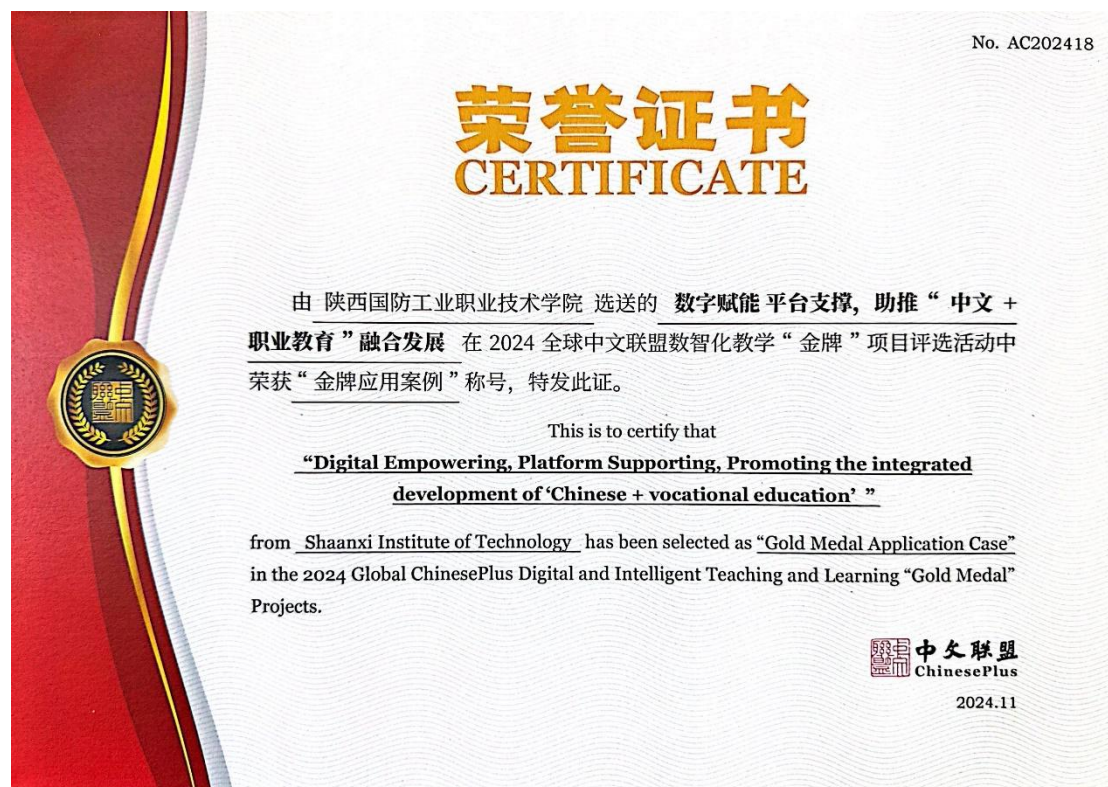 No. AC202418
荣誉证书
CERTIFICATE
由 陕西国防工业职业技术学院 选送的 数字赋能 平台支撑，助推“ 中文 +
职业教育 ”融合发展 在 2024 全球中文联盟数智化教学“ 金牌 ”项目评选活动中
荣获“ 金牌应用案例 ”称号，特发此证。
This is to certify that
“Digital Empowering, Platform Supporting, Promoting the integrated
development of ‘Chinese + vocational education’ ”
from Shaanxi Institute of Technology has been selected as “Gold Medal Application Case”
in the 2024 Global ChinesePlus Digital and Intelligent Teaching and Learning “Gold Medal”
Projects.
中文联盟
ChinesePlus
2024.11